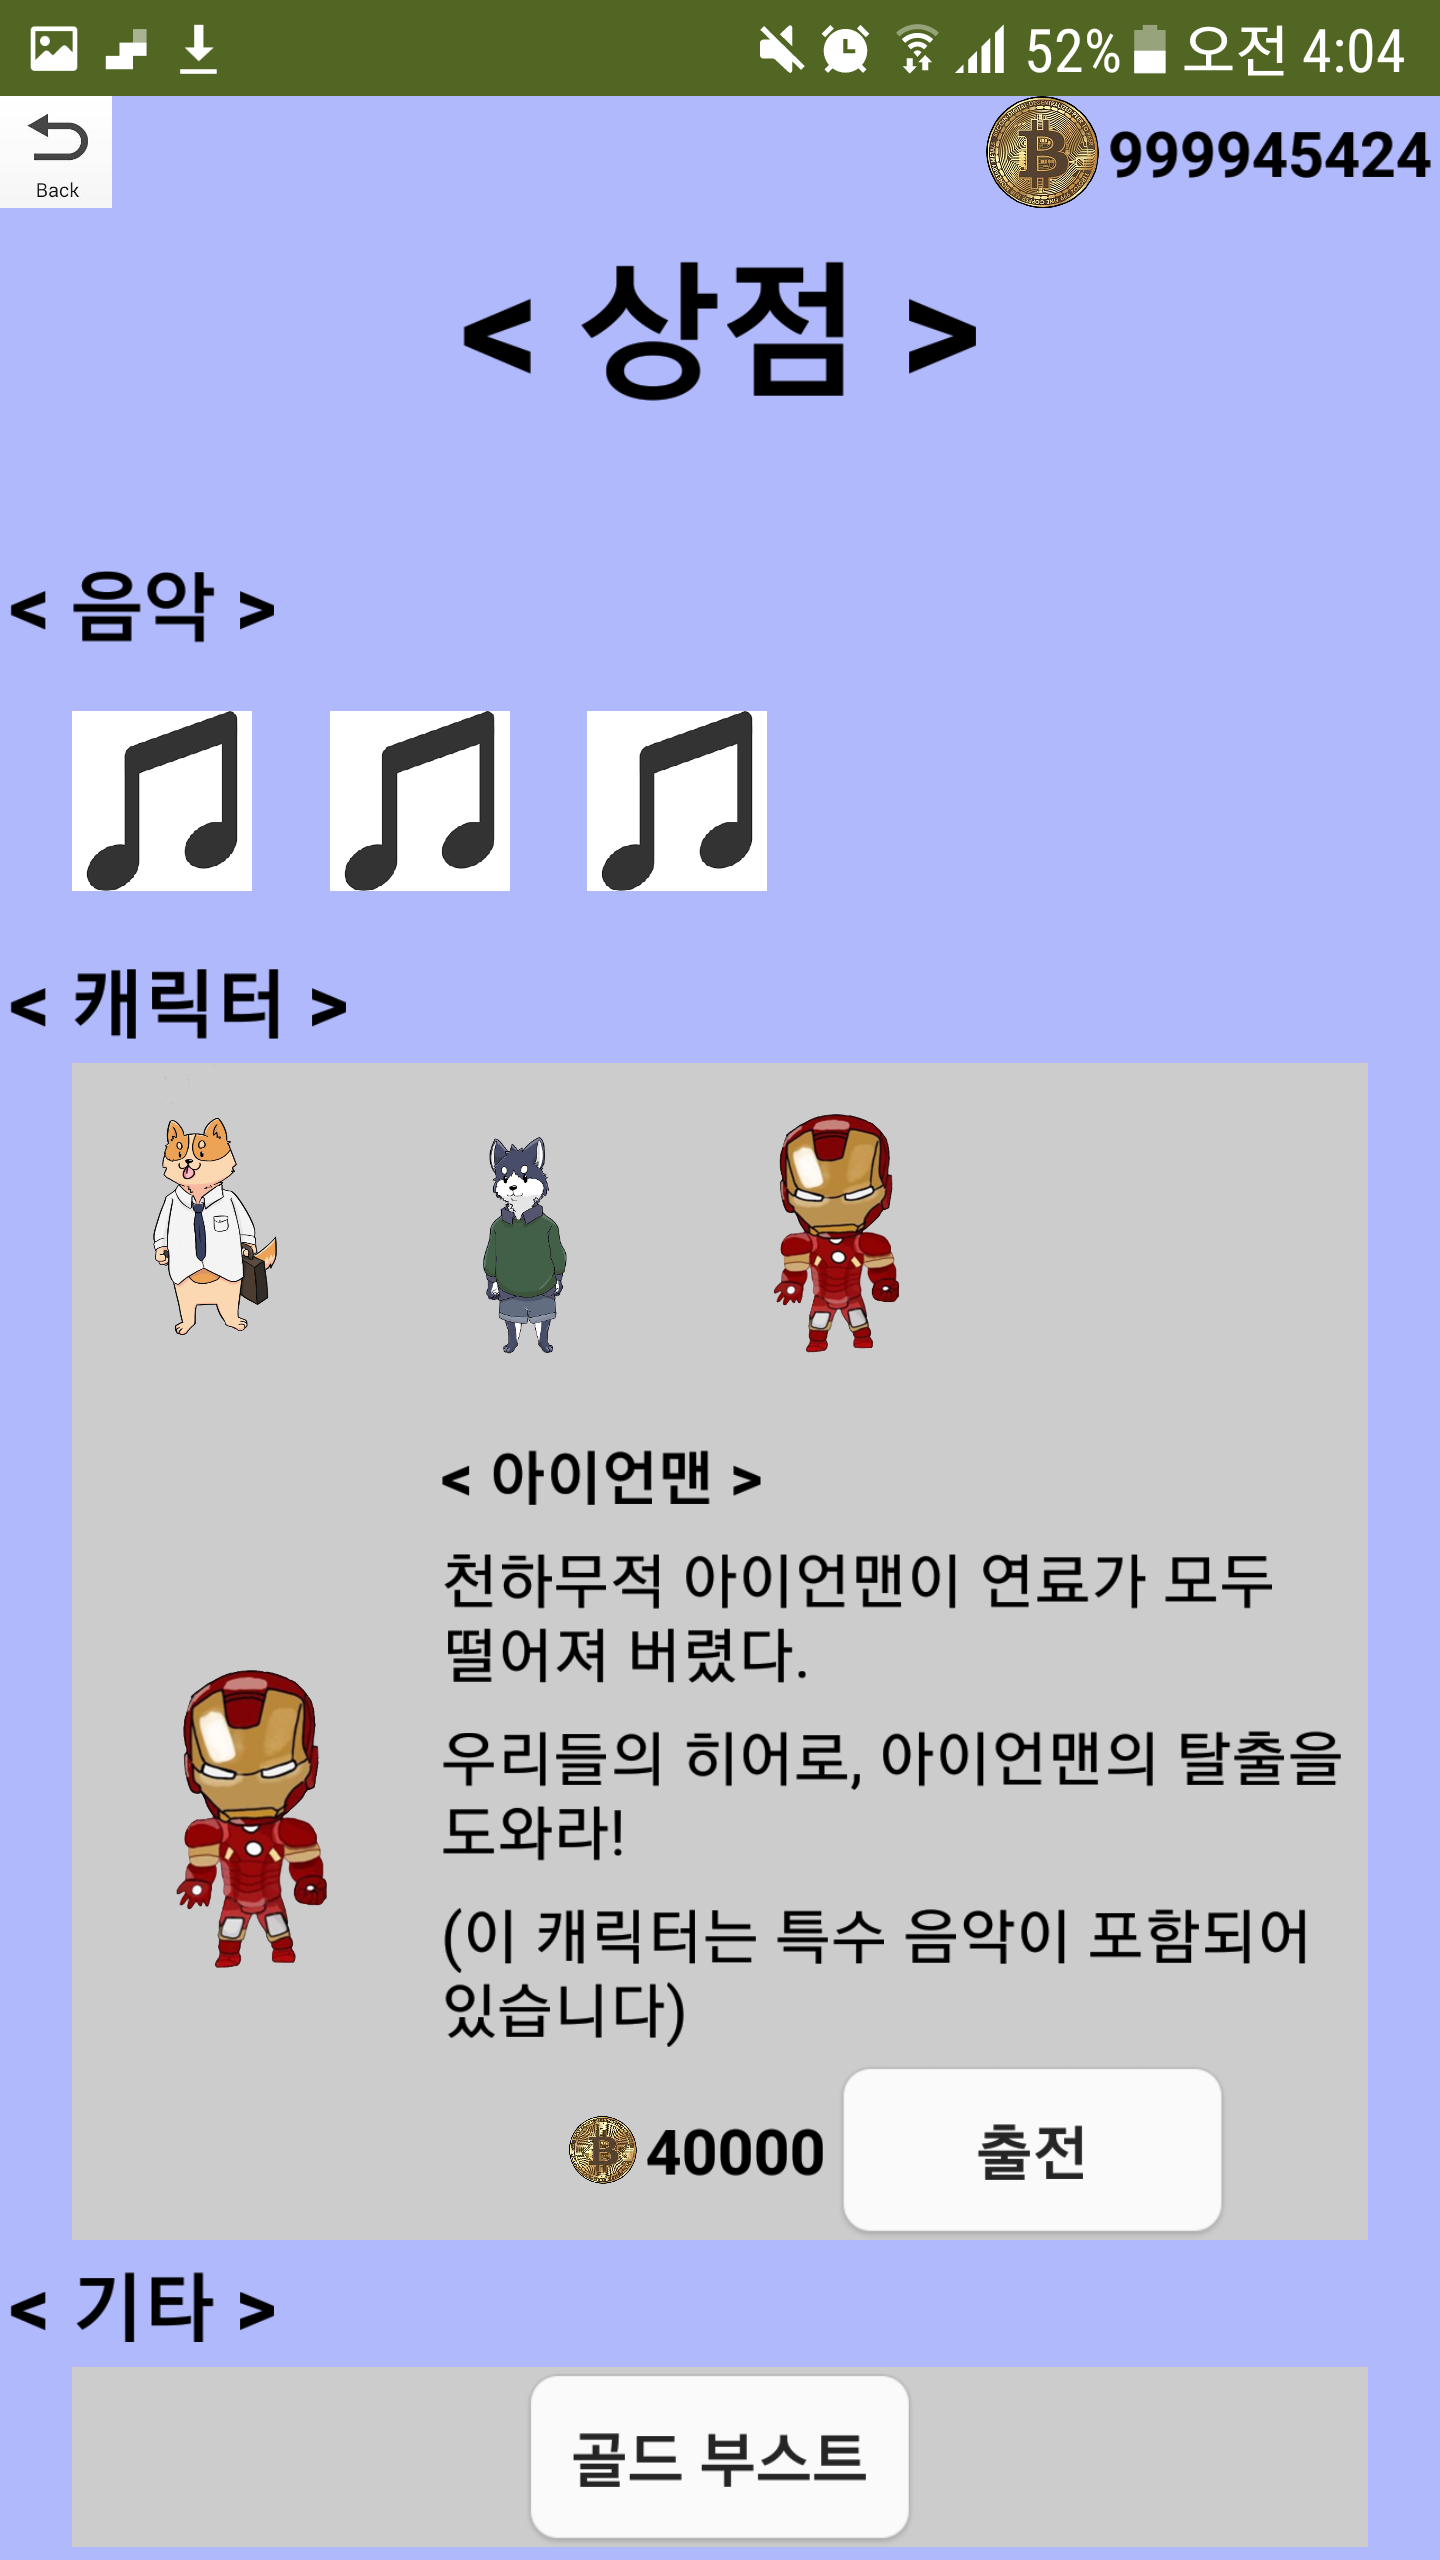 52% 오전 4:04
Back
999945424
< 상점 >
< 음악 >
< 캐릭터 >
< 아이언맨 >
천하무적 아이언맨이 연료가 모두
떨어져 버렸다.
우리들의 히어로, 아이언맨의 탈출을
도와라!
(이 캐릭터는 특수 음악이 포함되어
있습니다)
40000
출전
< 기타 >
골드 부스트